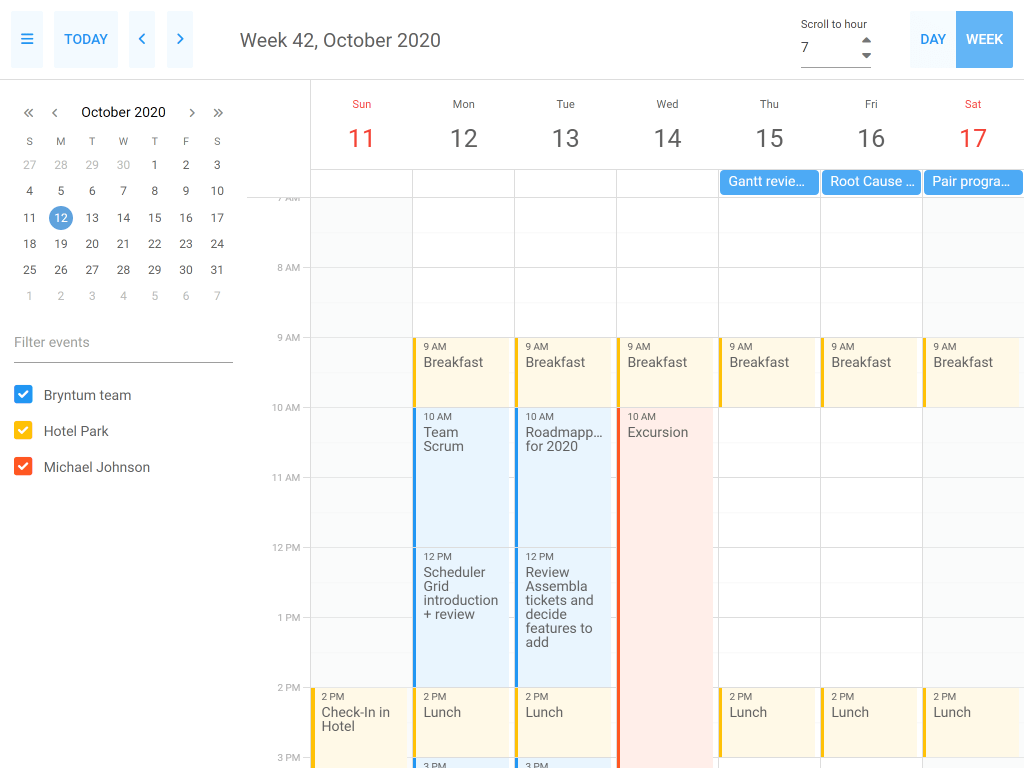 TODAY
Week 42, October 2020
Scroll to hour
7
DAY
WEEK
October 2020
S M T W T F S
27 28 29 30 1 2 3
4 5 6 7 8 9 10
11 12 13 14 15 16 17
18 19 20 21 22 23 24
25 26 27 28 29 30 31
1 2 3 4 5 6 7
Filter events
Bryntum team
Hotel Park
Michael Johnson
Sun Mon Tue Wed Thu Fri Sat
11 12 13 14 15 16 17
Gantt revie... Root Cause ... Pair progra...
7 AM
8 AM
9 AM
10 AM
11 AM
12 PM
1 PM
2 PM
3 PM
2 PM
Check-In in
Hotel
9 AM
Breakfast
10 AM
Team
Scrum
12 PM
Scheduler
Grid
introduction
+ review
2 PM
Lunch
3 PM
9 AM
Breakfast
10 AM
Roadmapp...
for 2020
12 PM
Review
Assembla
tickets and
decide
features to
add
2 PM
Lunch
3 PM
9 AM
Breakfast
10 AM
Excursion
9 AM
Breakfast
2 PM
Lunch
9 AM
Breakfast
2 PM
Lunch
9 AM
Breakfast
2 PM
Lunch